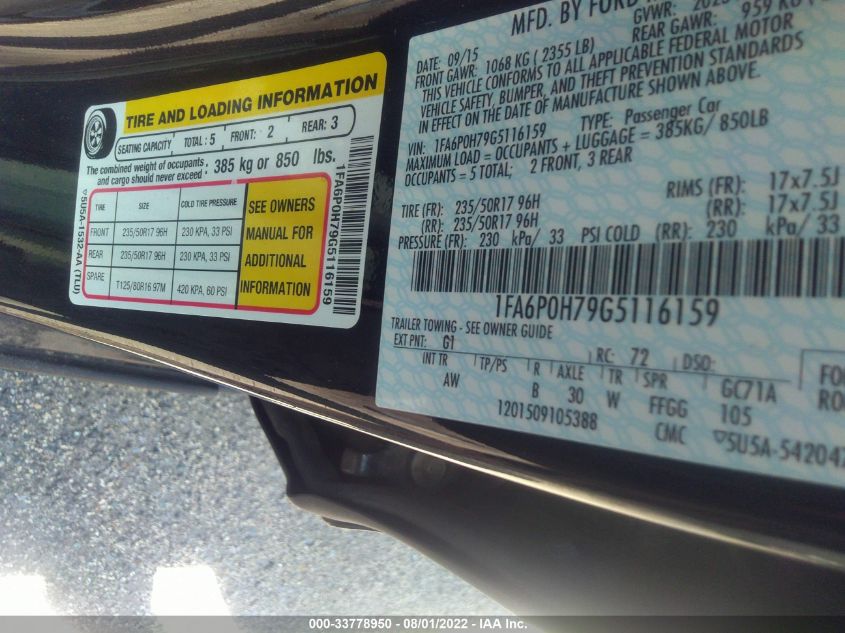 TIRE AND LOADING INFORMATION
SEATING CAPACITY TOTAL: 5 FRONT: 2 REAR: 3
The combined weight of occupants and cargo should never exceed: 385 kg or 850 lbs.
TIRE SIZE COLD TIRE PRESSURE
FRONT 235/50R17 96H 230 KPA, 33 PSI
REAR 235/50R17 96H 230 KPA, 33 PSI
SPARE T125/80R16 97M 420 KPA, 60 PSI
SEE OWNERS
MANUAL FOR
ADDITIONAL
INFORMATION
5U5A-1532-AA (TLU)
1FA6P0H79G5116159
MFD. BY FORD
DATE: 09/15 GVWR:
FRONT GAWR: 1068 KG ( 2355 LB) REAR GAWR: 959 KG
THIS VEHICLE CONFORMS TO ALL APPLICABLE FEDERAL MOTOR
VEHICLE SAFETY, BUMPER, AND THEFT PREVENTION STANDARDS
IN EFFECT ON THE DATE OF MANUFACTURE SHOWN ABOVE.
VIN: 1FA6P0H79G5116159 TYPE: Passenger Car
MAXIMUM LOAD = OCCUPANTS + LUGGAGE = 385KG/ 850LB
OCCUPANTS = 5 TOTAL; 2 FRONT, 3 REAR
TIRE (FR): 235/50R17 96H RIMS (FR): 17x7.5J
(RR): 235/50R17 96H (RR): 17x7.5J
PRESSURE (FR): 230 kPa/ 33 PSI COLD (RR): 230 kPa/ 33
1FA6P0H79G5116159
TRAILER TOWING - SEE OWNER GUIDE
EXT PNT: G1 RC: 72 DSO:
INT TR TP/PS R AXLE TR SPR GC71A
AW B 30 W FFGG 105
1201509105388 CMC 5U5A-54204
000-33778950 - 08/01/2022 - IAA Inc.